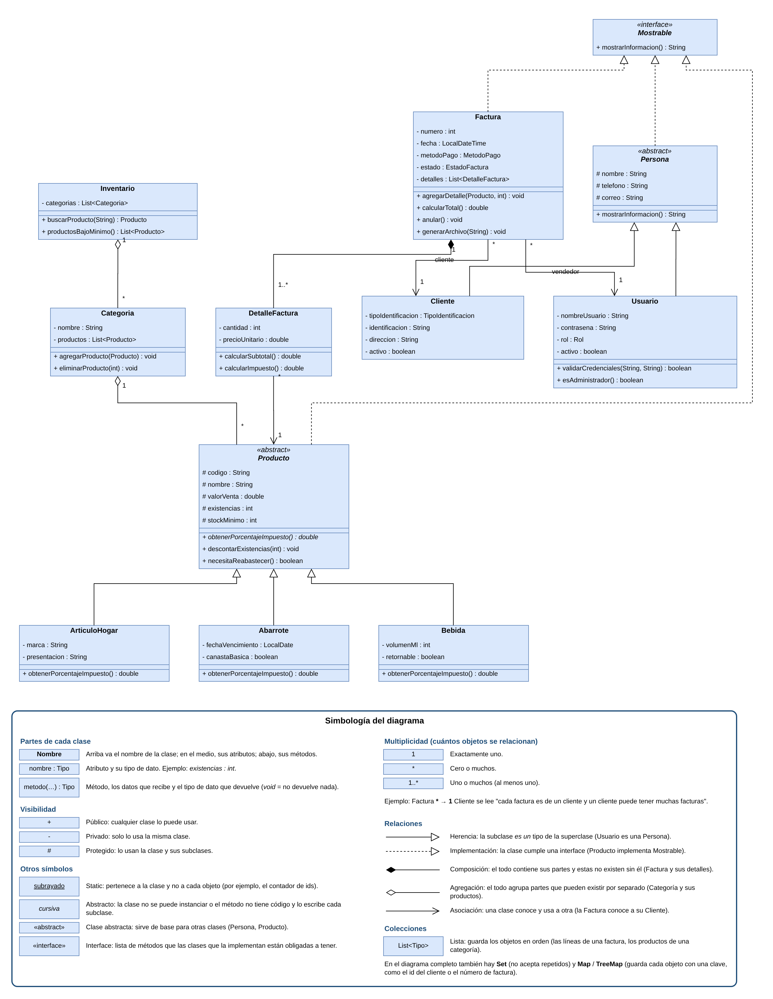 «interface»
Mostrable
+ mostrarInformacion() : String
Factura
- numero : int
- fecha : LocalDateTime
- metodoPago : MetodoPago
- estado : EstadoFactura
- detalles : List<DetalleFactura>
+ agregarDetalle(Producto, int) : void
+ calcularTotal() : double
+ anular() : void
+ generarArchivo(String) : void
«abstract»
Persona
# nombre : String
# telefono : String
# correo : String
+ mostrarInformacion() : String
Inventario
- categorias : List<Categoria>
+ buscarProducto(String) : Producto
+ productosBajoMinimo() : List<Producto>
1
*
1
1..*
*
cliente
1
*
vendedor
1
Categoria
- nombre : String
- productos : List<Producto>
+ agregarProducto(Producto) : void
+ eliminarProducto(int) : void
DetalleFactura
- cantidad : int
- precioUnitario : double
+ calcularSubtotal() : double
+ calcularImpuesto() : double
Cliente
- tipoIdentificacion : TipoIdentificacion
- identificacion : String
- direccion : String
- activo : boolean
Usuario
- nombreUsuario : String
- contrasena : String
- rol : Rol
- activo : boolean
+ validarCredenciales(String, String) : boolean
+ esAdministrador() : boolean
1
*
*
1
«abstract»
Producto
# codigo : String
# nombre : String
# valorVenta : double
# existencias : int
# stockMinimo : int
+ obtenerPorcentajeImpuesto() : double
+ descontarExistencias(int) : void
+ necesitaReabastecer() : boolean
ArticuloHogar
- marca : String
- presentacion : String
+ obtenerPorcentajeImpuesto() : double
Abarrote
- fechaVencimiento : LocalDate
- canastaBasica : boolean
+ obtenerPorcentajeImpuesto() : double
Bebida
- volumenMl : int
- retornable : boolean
+ obtenerPorcentajeImpuesto() : double
Simbología del diagrama
Partes de cada clase
Nombre
Arriba va el nombre de la clase; en el medio, sus atributos; abajo, sus métodos.
nombre : Tipo
Atributo y su tipo de dato. Ejemplo: existencias : int.
metodo(…) : Tipo
Método, los datos que recibe y el tipo de dato que devuelve (void = no devuelve nada).
Visibilidad
+
Público: cualquier clase lo puede usar.
-
Privado: solo lo usa la misma clase.
#
Protegido: lo usan la clase y sus subclases.
Otros símbolos
subrayado
Static: pertenece a la clase y no a cada objeto (por ejemplo, el contador de ids).
cursiva
Abstracto: la clase no se puede instanciar o el método no tiene código y lo escribe cada
subclase.
«abstract»
Clase abstracta: sirve de base para otras clases (Persona, Producto).
«interface»
Interface: lista de métodos que las clases que la implementan están obligadas a tener.
Multiplicidad (cuántos objetos se relacionan)
1
Exactamente uno.
*
Cero o muchos.
1..*
Uno o muchos (al menos uno).
Ejemplo: Factura * → 1 Cliente se lee "cada factura es de un cliente y un cliente puede tener muchas facturas".
Relaciones
Herencia: la subclase es un tipo de la superclase (Usuario es una Persona).
Implementación: la clase cumple una interface (Producto implementa Mostrable).
Composición: el todo contiene sus partes y estas no existen sin él (Factura y sus detalles).
Agregación: el todo agrupa partes que pueden existir por separado (Categoría y sus
productos).
Asociación: una clase conoce y usa a otra (la Factura conoce a su Cliente).
Colecciones
List<Tipo>
Lista: guarda los objetos en orden (las líneas de una factura, los productos de una
categoría).
En el diagrama completo también hay Set (no acepta repetidos) y Map / TreeMap (guarda cada objeto con una clave,
como el id del cliente o el número de factura).